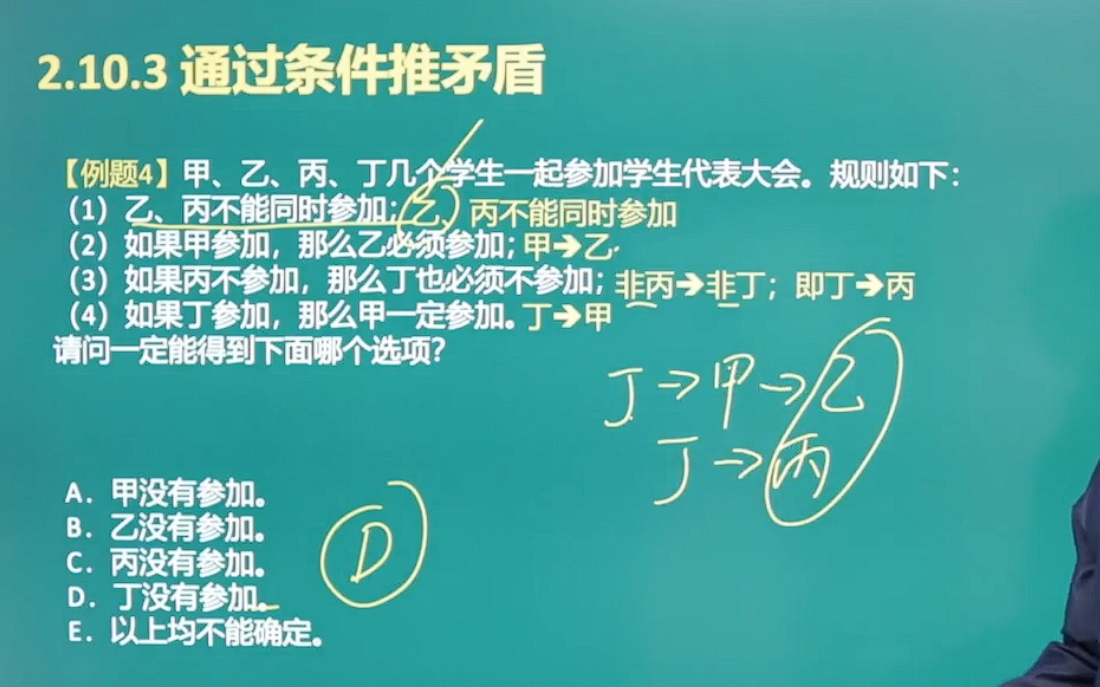 2.10.3 通过条件推矛盾
【例题4】甲、乙、丙、丁几个学生一起参加学生代表大会。规则如下：
（1）乙、丙不能同时参加；乙、丙不能同时参加
（2）如果甲参加，那么乙必须参加；甲→乙
（3）如果丙不参加，那么丁也必须不参加；非丙→非丁；即丁→丙
（4）如果丁参加，那么甲一定参加。丁→甲
请问一定能得到下面哪个选项？
丁→甲→乙
丁→丙
A．甲没有参加。
B．乙没有参加。
C．丙没有参加。
D．丁没有参加。
E．以上均不能确定。
D